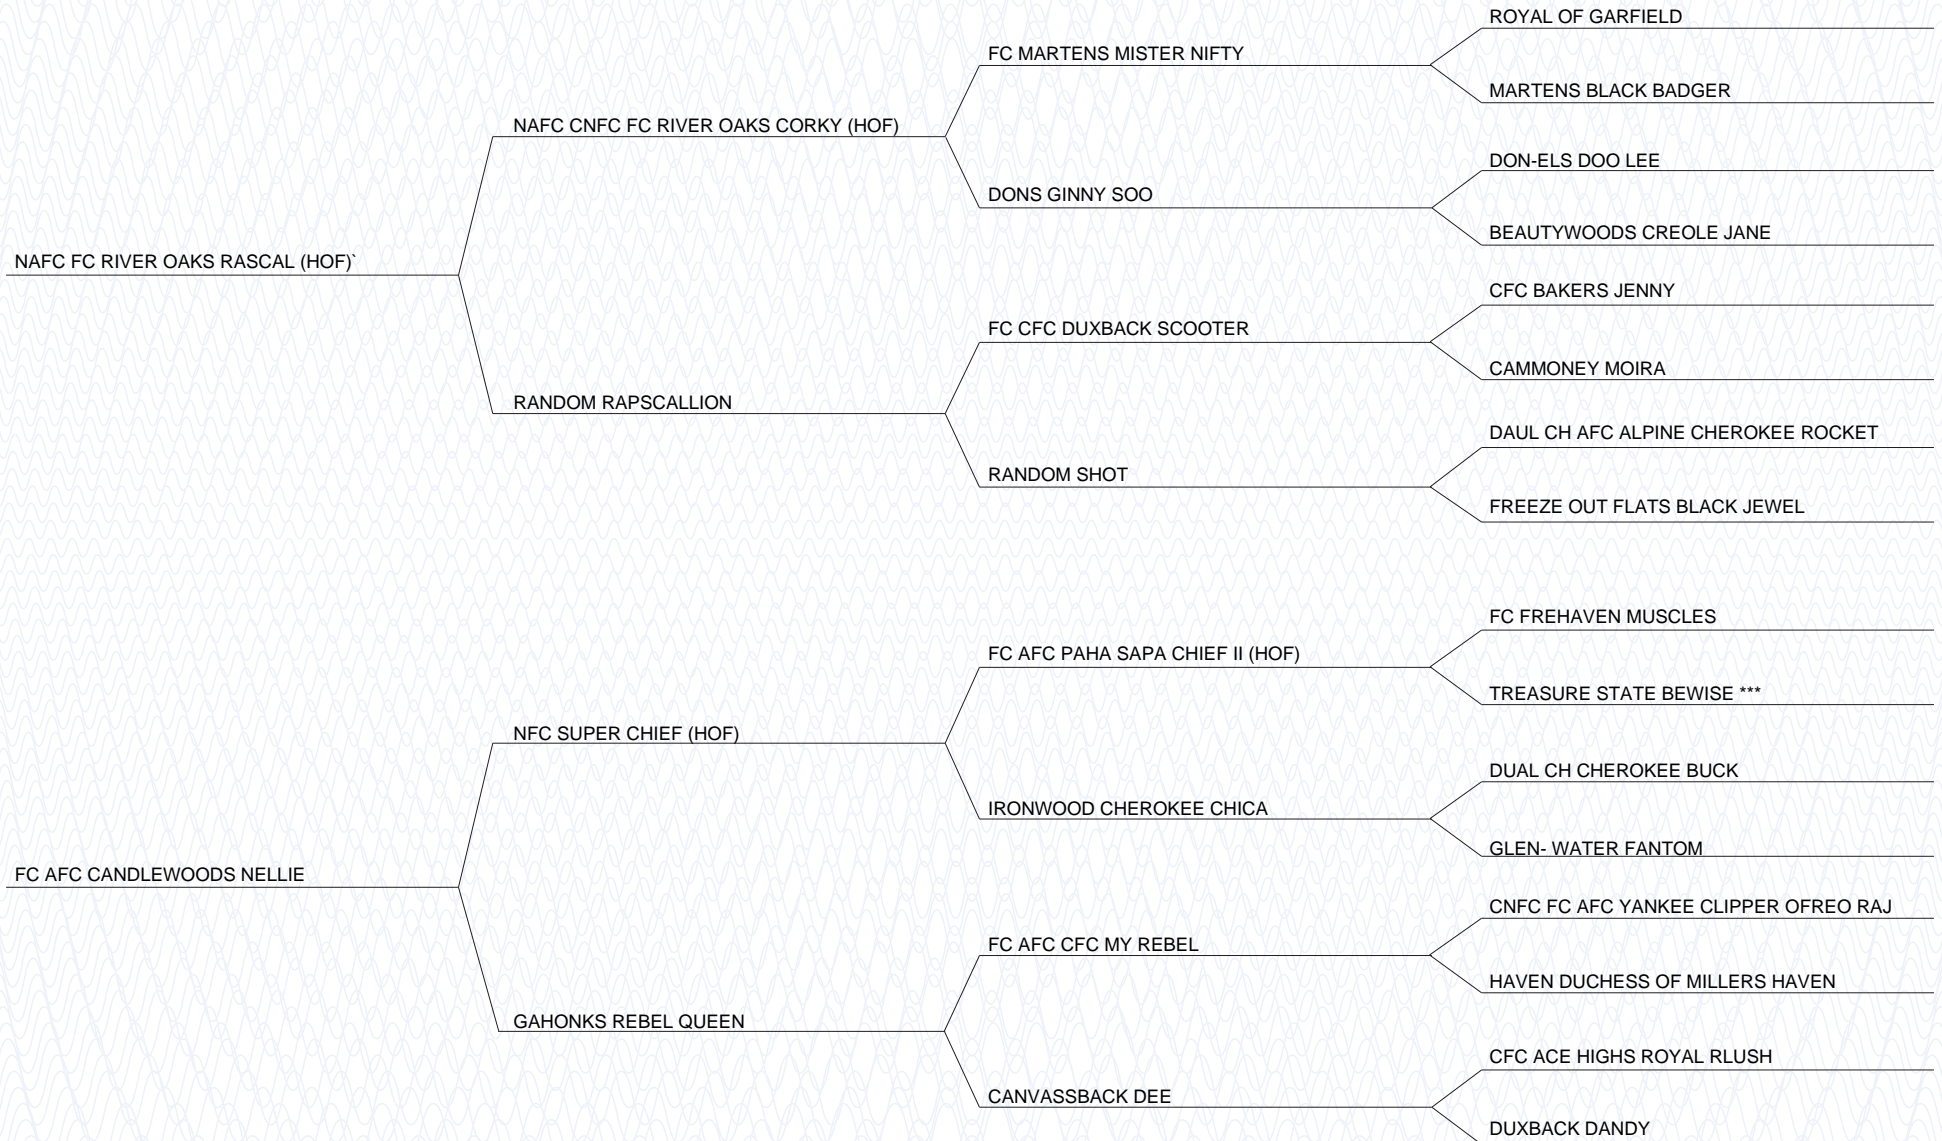 ROYAL OF GARFIELD
FC MARTENS MISTER NIFTY
MARTENS BLACK BADGER
NAFC CNFC FC RIVER OAKS CORKY (HOF)
DON-ELS DOO LEE
DONS GINNY SOO
BEAUTYWOODS CREOLE JANE
NAFC FC RIVER OAKS RASCAL (HOF)`
CFC BAKERS JENNY
FC CFC DUXBACK SCOOTER
CAMMONEY MOIRA
RANDOM RAPSCALLION
DAUL CH AFC ALPINE CHEROKEE ROCKET
RANDOM SHOT
FREEZE OUT FLATS BLACK JEWEL
FC FREHAVEN MUSCLES
FC AFC PAHA SAPA CHIEF II (HOF)
TREASURE STATE BEWISE ***
NFC SUPER CHIEF (HOF)
DUAL CH CHEROKEE BUCK
IRONWOOD CHEROKEE CHICA
GLEN- WATER FANTOM
FC AFC CANDLEWOODS NELLIE
CNFC FC AFC YANKEE CLIPPER OFREO RAJ
FC AFC CFC MY REBEL
HAVEN DUCHESS OF MILLERS HAVEN
GAHONKS REBEL QUEEN
CFC ACE HIGHS ROYAL RLUSH
CANVASSBACK DEE
DUXBACK DANDY